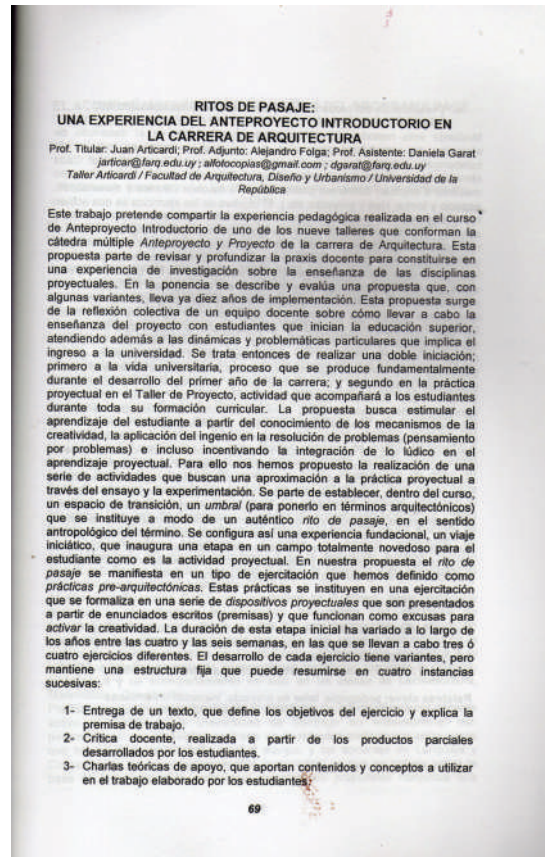 RITOS DE PASAJE:
UNA EXPERIENCIA DEL ANTEPROYECTO INTRODUCTORIO EN
LA CARRERA DE ARQUITECTURA
Prof. Titular: Juan Articardi; Prof. Adjunto: Alejandro Folga; Prof. Asistente: Daniela Garat
jarticar@farq.edu.uy ; alfotocopias@gmail.com ; dgarat@farq.edu.uy
Taller Articardi / Facultad de Arquitectura, Diseño y Urbanismo / Universidad de la
República
Este trabajo pretende compartir la experiencia pedagógica realizada en el curso
de Anteproyecto Introductorio de uno de los nueve talleres que conforman la
cátedra múltiple Anteproyecto y Proyecto de la carrera de Arquitectura. Esta
propuesta parte de revisar y profundizar la praxis docente para constituirse en
una experiencia de investigación sobre la enseñanza de las disciplinas
proyectuales. En la ponencia se describe y evalúa una propuesta que, con
algunas variantes, lleva ya diez años de implementación. Esta propuesta surge
de la reflexión colectiva de un equipo docente sobre cómo llevar a cabo la
enseñanza del proyecto con estudiantes que inician la educación superior,
atendiendo además a las dinámicas y problemáticas particulares que implica el
ingreso a la universidad. Se trata entonces de realizar una doble iniciación;
primero a la vida universitaria, proceso que se produce fundamentalmente
durante el desarrollo del primer año de la carrera; y segundo en la práctica
proyectual en el Taller de Proyecto, actividad que acompañará a los estudiantes
durante toda su formación curricular. La propuesta busca estimular el
aprendizaje del estudiante a partir del conocimiento de los mecanismos de la
creatividad, la aplicación del ingenio en la resolución de problemas (pensamiento
por problemas) e incluso incentivando la integración de lo lúdico en el
aprendizaje proyectual. Para ello nos hemos propuesto la realización de una
serie de actividades que buscan una aproximación a la práctica proyectual a
través del ensayo y la experimentación. Se parte de establecer, dentro del curso,
un espacio de transición, un umbral (para ponerlo en términos arquitectónicos)
que se instituye a modo de un auténtico rito de pasaje, en el sentido
antropológico del término. Se configura así una experiencia fundacional, un viaje
iniciático, que inaugura una etapa en un campo totalmente novedoso para el
estudiante como es la actividad proyectual. En nuestra propuesta el rito de
pasaje se manifiesta en un tipo de ejercitación que hemos definido como
prácticas pre-arquitectónicas. Estas prácticas se instituyen en una ejercitación
que se formaliza en una serie de dispositivos proyectuales que son presentados
a partir de enunciados escritos (premisas) y que funcionan como excusas para
activar la creatividad. La duración de esta etapa inicial ha variado a lo largo de
los años entre las cuatro y las seis semanas, en las que se llevan a cabo tres ó
cuatro ejercicios diferentes. El desarrollo de cada ejercicio tiene variantes, pero
mantiene una estructura fija que puede resumirse en cuatro instancias
sucesivas:
1- Entrega de un texto, que define los objetivos del ejercicio y explica la
premisa de trabajo.
2- Crítica docente, realizada a partir de los productos parciales
desarrollados por los estudiantes.
3- Charlas teóricas de apoyo, que aportan contenidos y conceptos a utilizar
en el trabajo elaborado por los estudiantes.
69